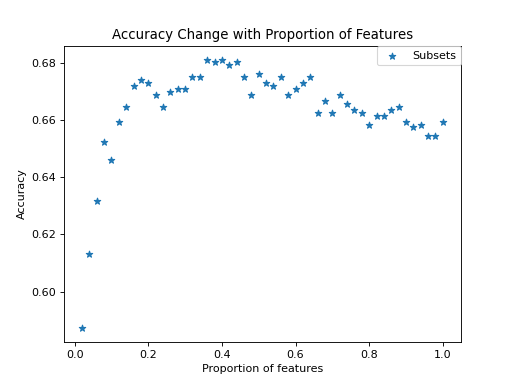 Accuracy Change with Proportion of Features
Subsets
0.68
0.66
0.64
0.62
0.60
Accuracy
0.0 0.2 0.4 0.6 0.8 1.0
Proportion of features